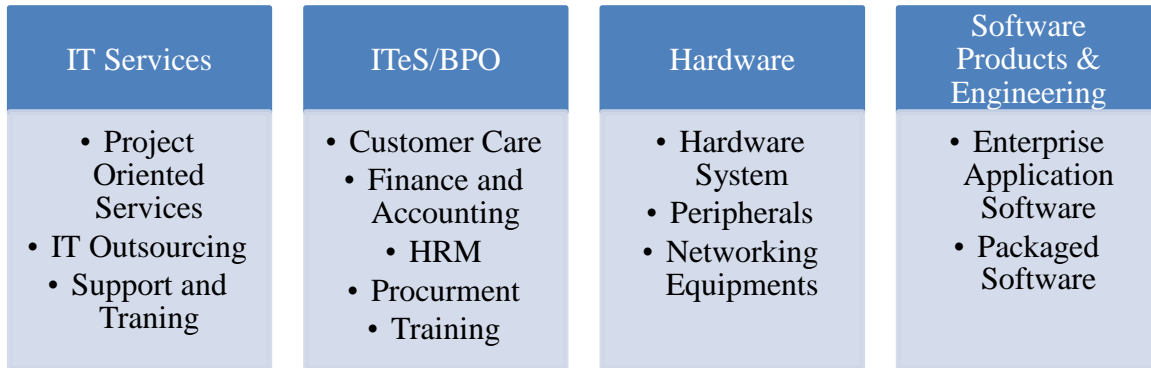 IT Services
• Project
Oriented
Services
• IT Outsourcing
• Support and
Traning
ITeS/BPO
• Customer Care
• Finance and
Accounting
• HRM
• Procurment
• Training
Hardware
• Hardware
System
• Peripherals
• Networking
Equipments
Software
Products &
Engineering
• Enterprise
Application
Software
• Packaged
Software